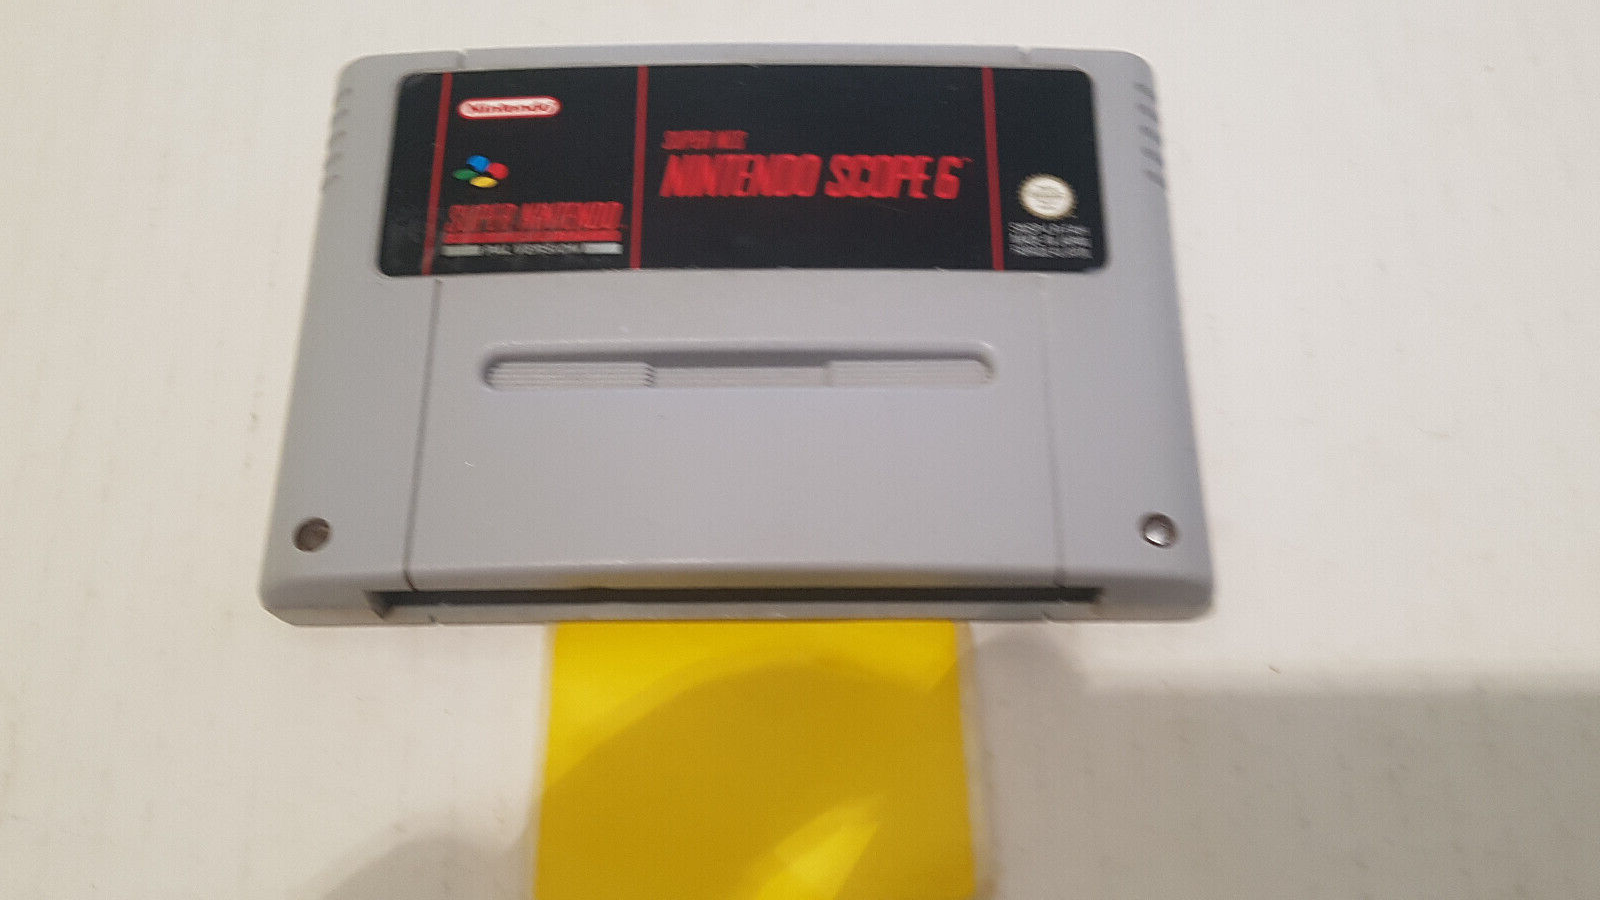 Nintendo
SUPER NINTENDO
PAL VERSION
SUPER NES
NINTENDO SCOPE 6™